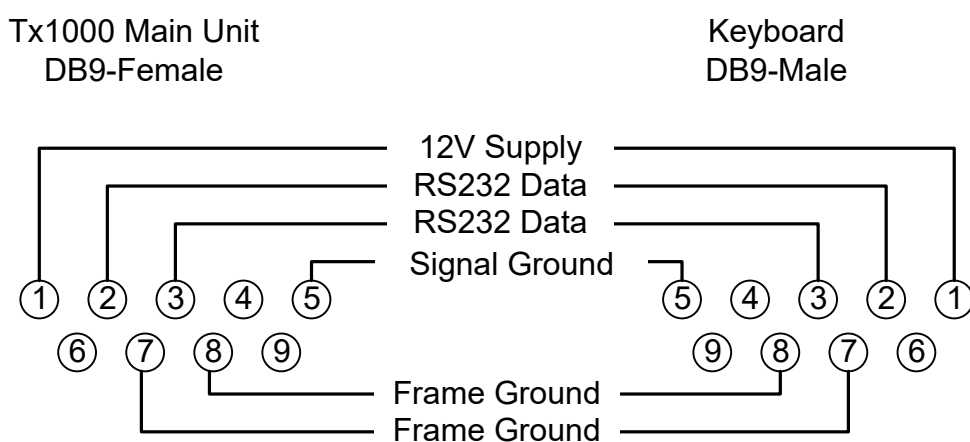 Tx1000 Main Unit
DB9-Female
Keyboard
DB9-Male
12V Supply
RS232 Data
RS232 Data
Signal Ground
1 2 3 4 5
5 4 3 2 1
6 7 8 9
9 8 7 6
Frame Ground
Frame Ground